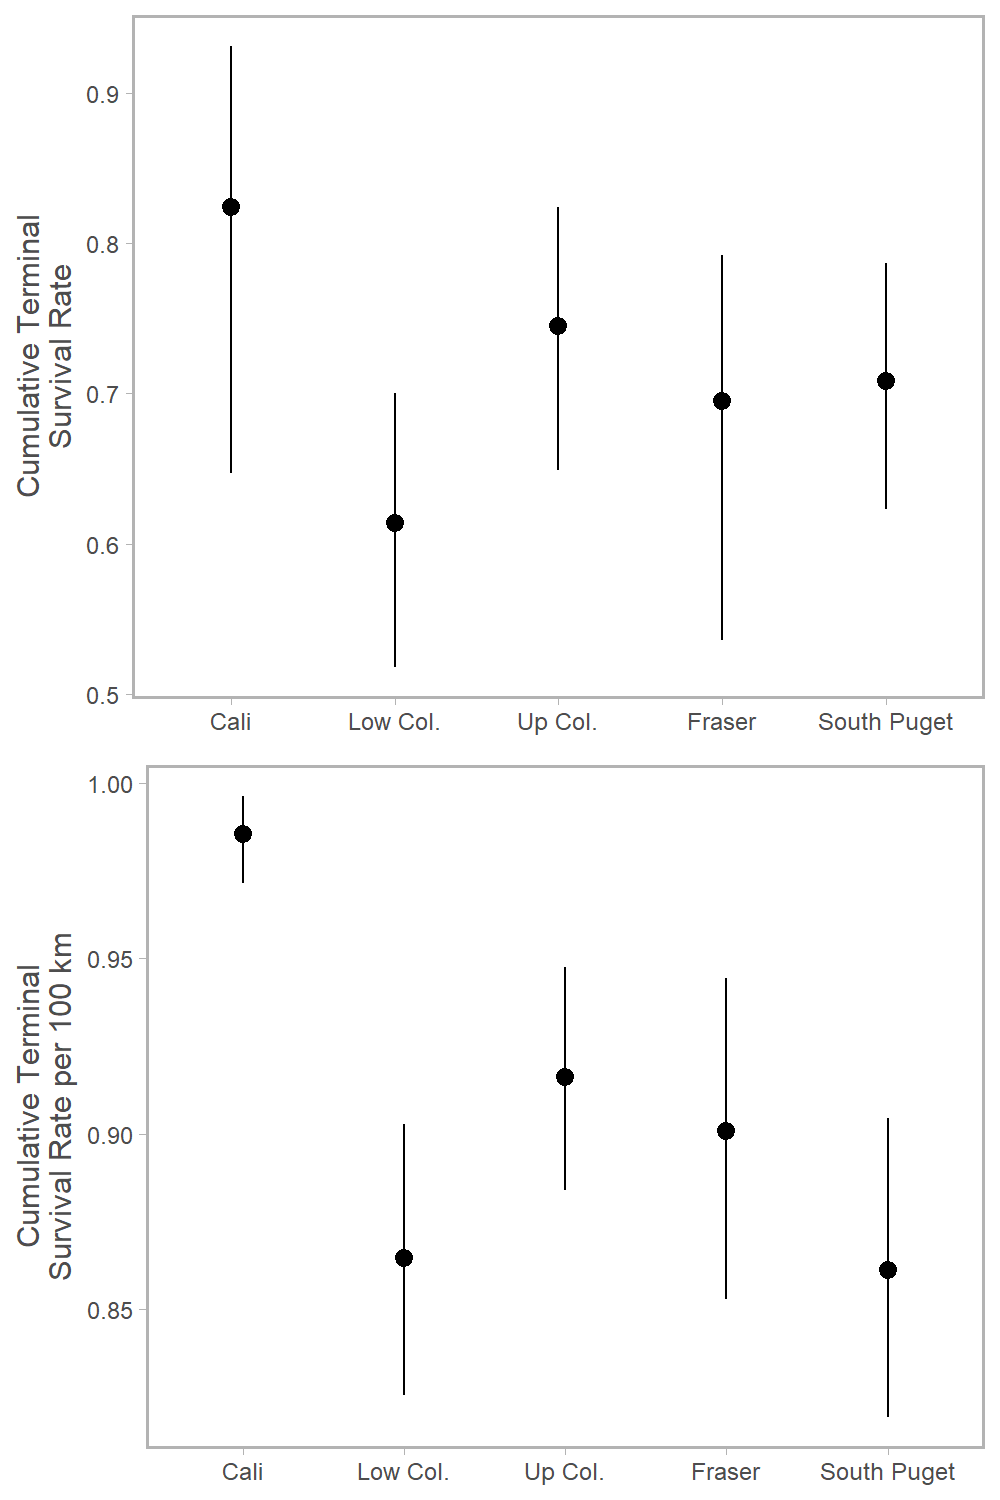 Cumulative Terminal
Survival Rate
0.9
0.8
0.7
0.6
0.5
Cali Low Col. Up Col. Fraser South Puget
Cumulative Terminal
Survival Rate per 100 km
1.00
0.95
0.90
0.85
Cali Low Col. Up Col. Fraser South Puget